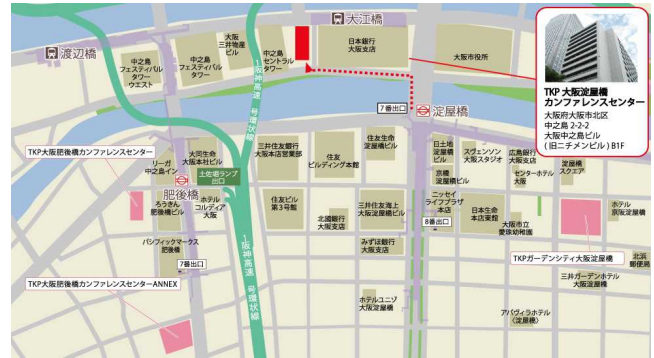 大江橋
渡辺橋
中之島
フェスティバル
タワー
ウエスト
中之島
フェスティバル
タワー
大阪
三井物産
ビル
中之島
セントラル
タワー
日本銀行
大阪支店
大阪市役所
TKP 大阪淀屋橋
カンファレンスセンター
大阪府大阪市北区
中之島 2-2-2
大阪中之島ビル
( 旧ニチメンビル ) B1F
阪神高速 1号環状線
7番出口
淀屋橋
TKP大阪肥後橋カンファレンスセンター
リーガ
中之島イン
大同生命
大阪本社ビル
土佐堀ランプ
出口
三井住友銀行
大阪本店営業部
住友
ビルディング本館
住友生命
淀屋橋ビル
日土地
淀屋橋
ビル
スヴェンソン
大阪スタジオ
広島銀行
大阪支店
淀屋橋
スクエア
京阪
淀屋橋ビル
センターホテル
大阪
肥後橋
ろうきん
肥後橋ビル
ホテル
コルディア
大阪
住友ビル
第3号館
北國銀行
大阪支店
三井住友海上
大阪淀屋橋ビル
ニッセイ
ライフプラザ
本店
8番出口
日本生命
本店東館
大阪市立
愛珠幼稚園
ホテル
京阪淀屋橋
パシフィックマークス
肥後橋
7番出口
阪神高速 1号環状線
みずほ銀行
大阪支店
TKPガーデンシティ大阪淀屋橋
北浜
郵便局
TKP大阪肥後橋カンファレンスセンターANNEX
三井ガーデンホテル
大阪淀屋橋
ホテルユニゾ
大阪淀屋橋
アパヴィラホテル
〈淀屋橋〉